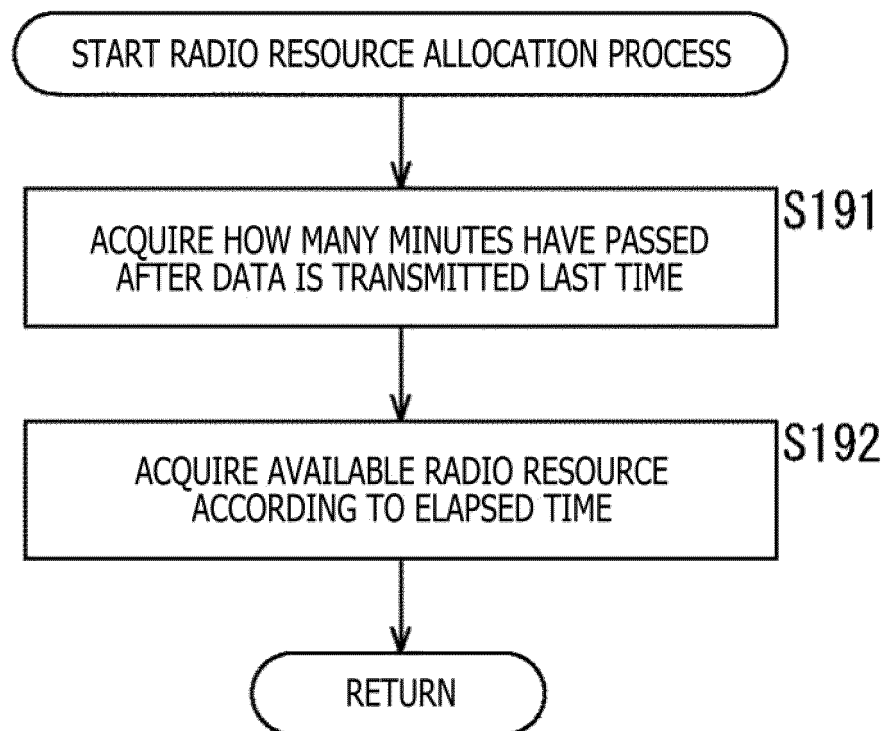 START RADIO RESOURCE ALLOCATION PROCESS
S191
ACQUIRE HOW MANY MINUTES HAVE PASSED
AFTER DATA IS TRANSMITTED LAST TIME
S192
ACQUIRE AVAILABLE RADIO RESOURCE
ACCORDING TO ELAPSED TIME
RETURN